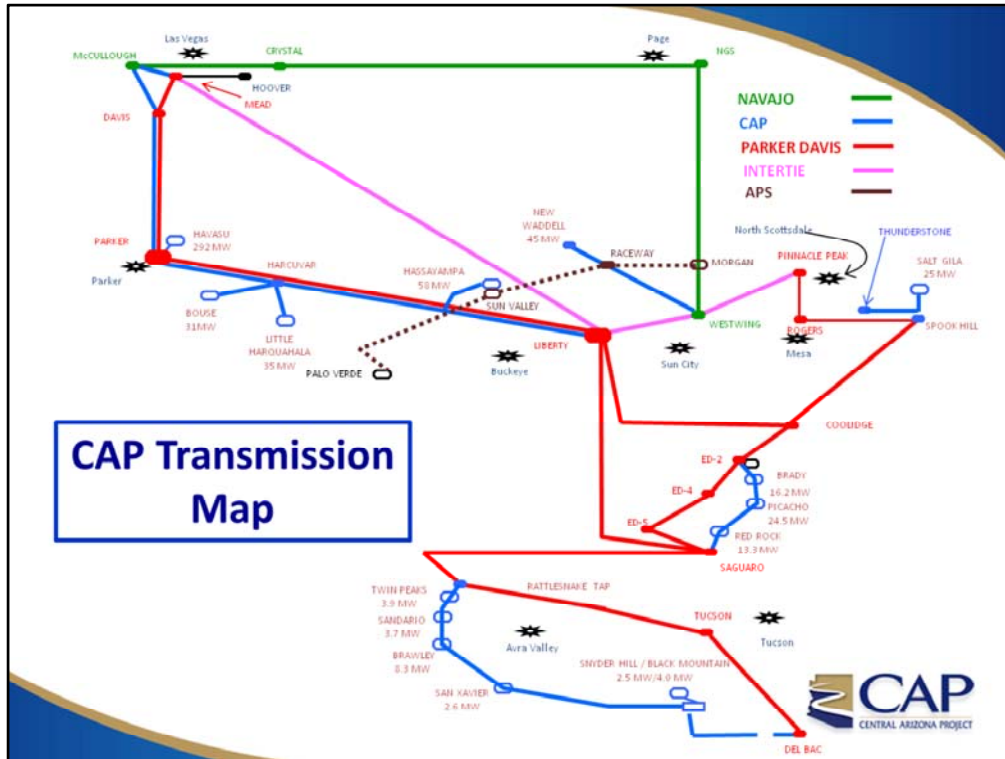 Las Vegas
McCULLOUGH
CRYSTAL
Page
NGS
HOOVER
MEAD
DAVIS
NAVAJO
CAP
PARKER DAVIS
INTERTIE
APS
NEW
WADDELL
45 MW
North Scottsdale
THUNDERSTONE
HAVASU
292 MW
PARKER
RACEWAY
MORGAN
PINNACLE PEAK
SALT GILA
25 MW
Parker
HARCUVAR
HASSAYAMPA
58 MW
SUN VALLEY
BOUSE
31MW
LITTLE
HARQUAHALA
35 MW
WESTWING
ROGERS
SPOOK HILL
LIBERTY
PALO VERDE
Buckeye
Sun City
Mesa
CAP Transmission
Map
COOLIDGE
ED-2
BRADY
16.2 MW
ED-4
PICACHO
24.5 MW
ED-5
RED ROCK
13.3 MW
SAGUARO
TWIN PEAKS
3.9 MW
RATTLESNAKE TAP
SANDARIO
3.7 MW
TUCSON
Tucson
BRAWLEY
8.3 MW
Avra Valley
SNYDER HILL / BLACK MOUNTAIN
2.5 MW/4.0 MW
SAN XAVIER
2.6 MW
DEL BAC
CAP
CENTRAL ARIZONA PROJECT